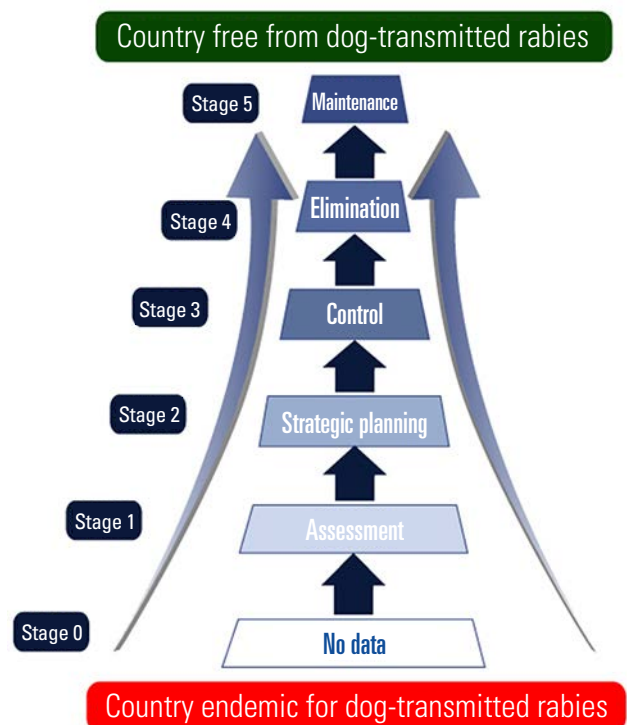 Country free from dog-transmitted rabies
Stage 5
Maintenance
Stage 4
Elimination
Stage 3
Control
Stage 2
Strategic planning
Stage 1
Assessment
Stage 0
No data
Country endemic for dog-transmitted rabies